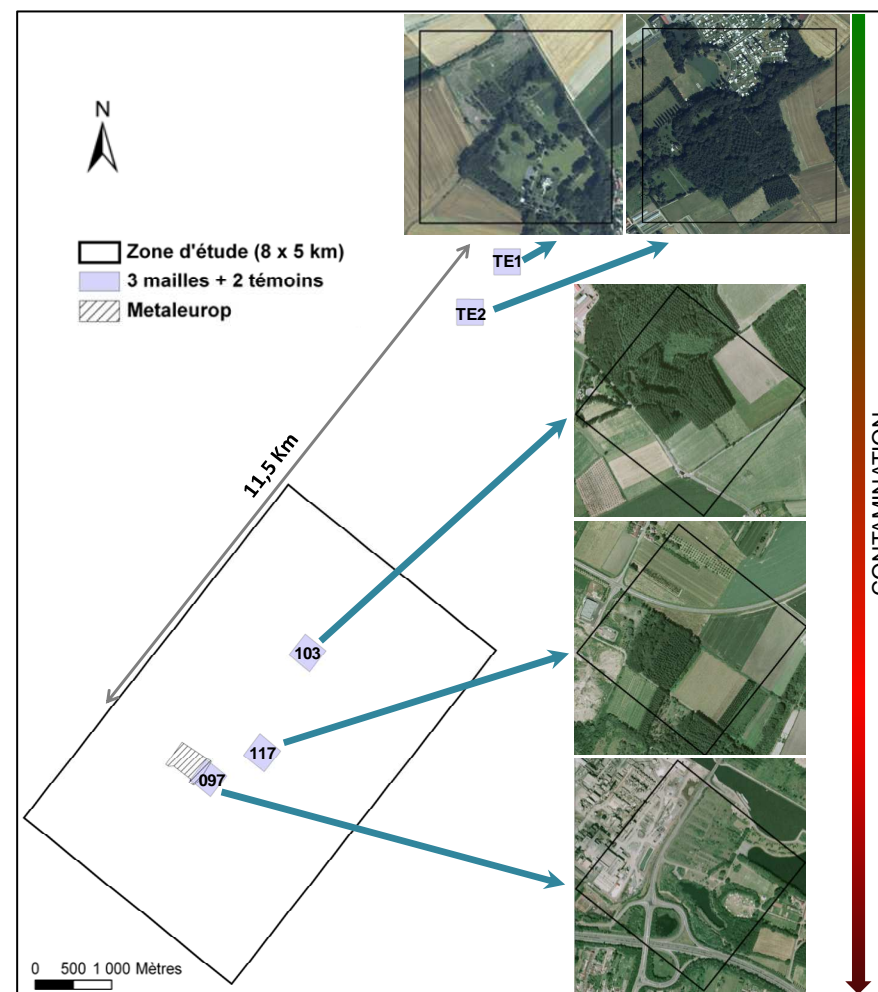 N
Zone d'étude (8 x 5 km)
3 mailles + 2 témoins
Metaleurop
TE1
TE2
11,5 Km
103
117
097
CONTAMINATION
0 500 1 000 Mètres